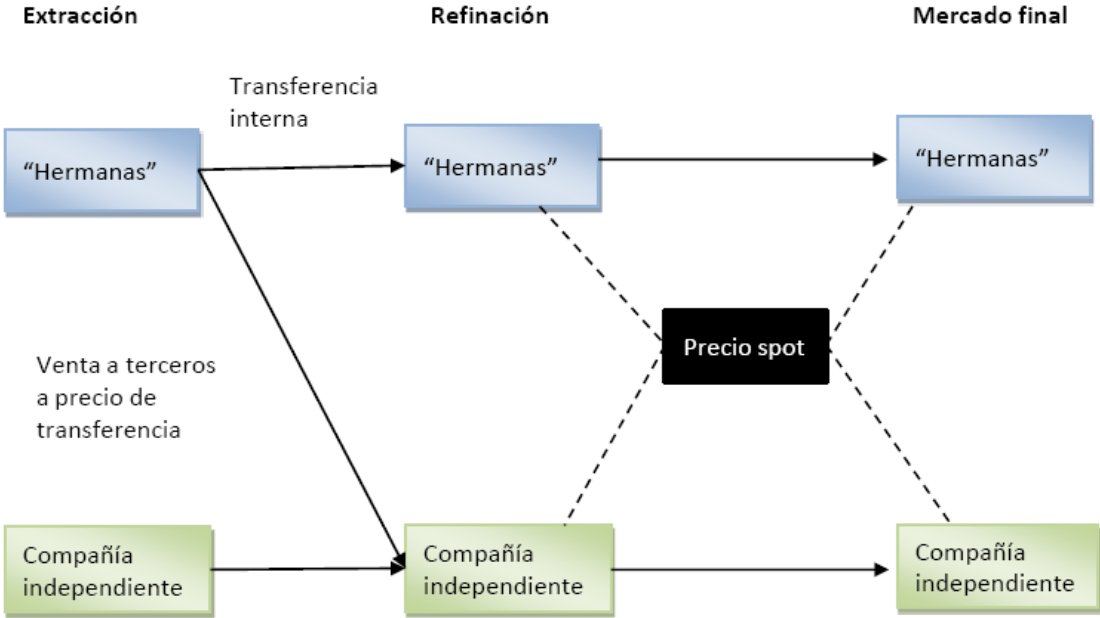 Extracción
Refinación
Mercado final
Transferencia
interna
“Hermanas”
“Hermanas”
“Hermanas”
Precio spot
Venta a terceros
a precio de
transferencia
Compañía
independiente
Compañía
independiente
Compañía
independiente